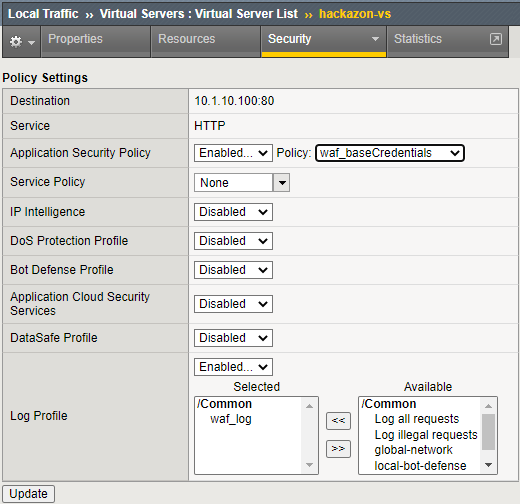 Local Traffic ›› Virtual Servers : Virtual Server List ›› hackazon-vs
Properties Resources Security Statistics
Policy Settings
Destination 10.1.10.100:80
Service HTTP
Application Security Policy Enabled... Policy: waf_baseCredentials
Service Policy None
IP Intelligence Disabled
DoS Protection Profile Disabled
Bot Defense Profile Disabled
Application Cloud Security
Services Disabled
DataSafe Profile Disabled
Log Profile Enabled...
Selected Available
/Common /Common
waf_log Log all requests
<< Log illegal requests
>> global-network
local-bot-defense
Update